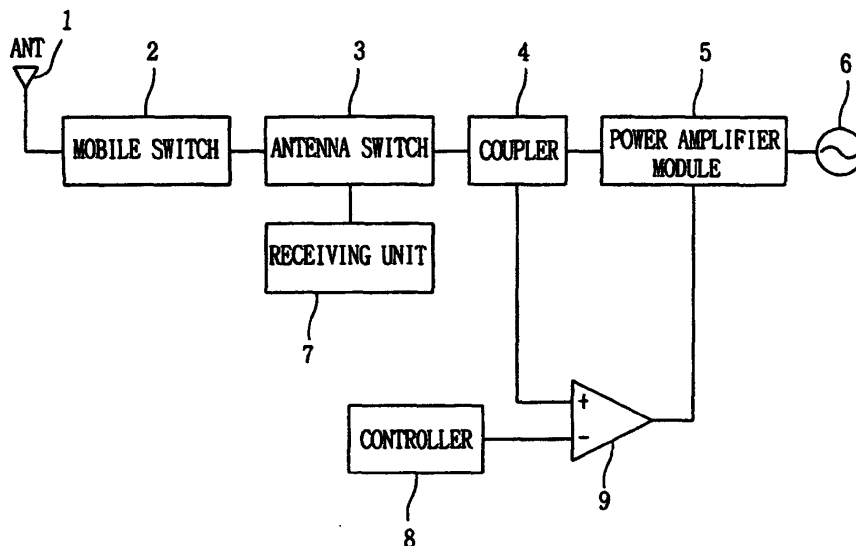 ANT
1
2
3
4
5
6
MOBILE SWITCH
ANTENNA SWITCH
COUPLER
POWER AMPLIFIER
MODULE
RECEIVING UNIT
7
+
-
CONTROLLER
8
9